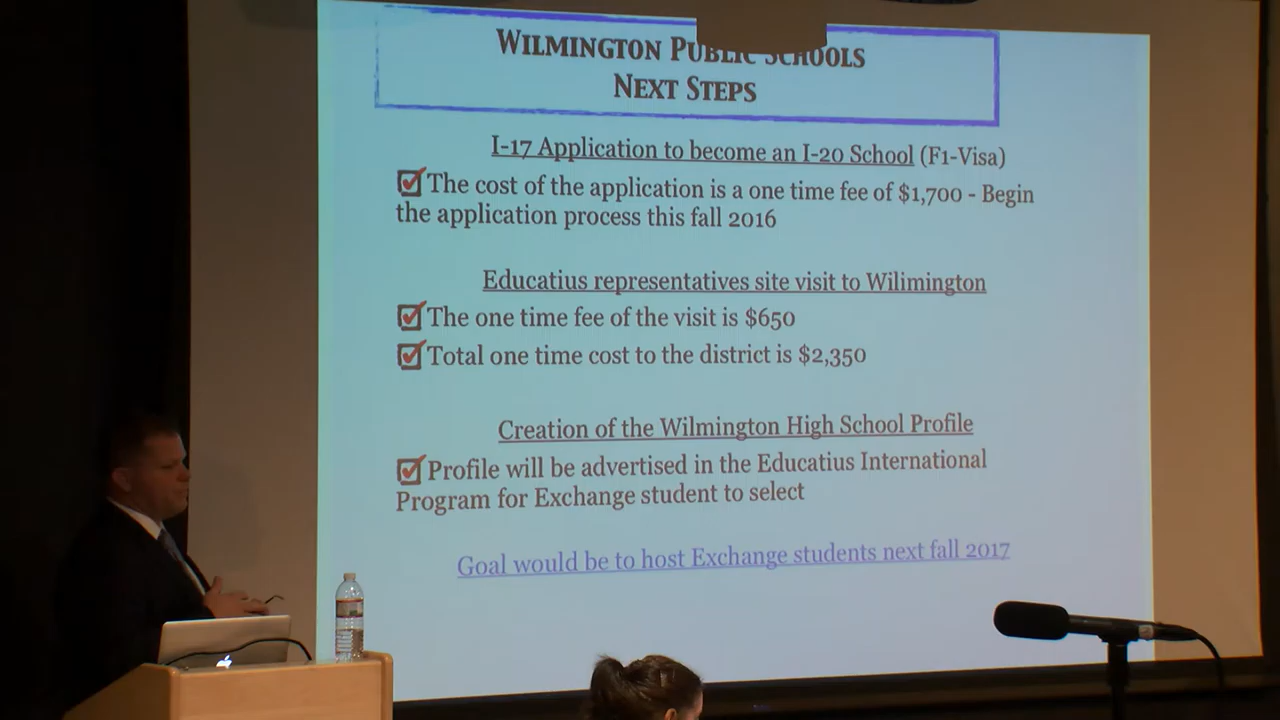 WILMINGTON PUBLIC SCHOOLS
NEXT STEPS
I-17 Application to become an I-20 School (F1-Visa)
The cost of the application is a one time fee of $1,700 - Begin
the application process this fall 2016
Educatius representatives site visit to Wilimington
The one time fee of the visit is $650
Total one time cost to the district is $2,350
Creation of the Wilmington High School Profile
Profile will be advertised in the Educatius International
Program for Exchange student to select
Goal would be to host Exchange students next fall 2017